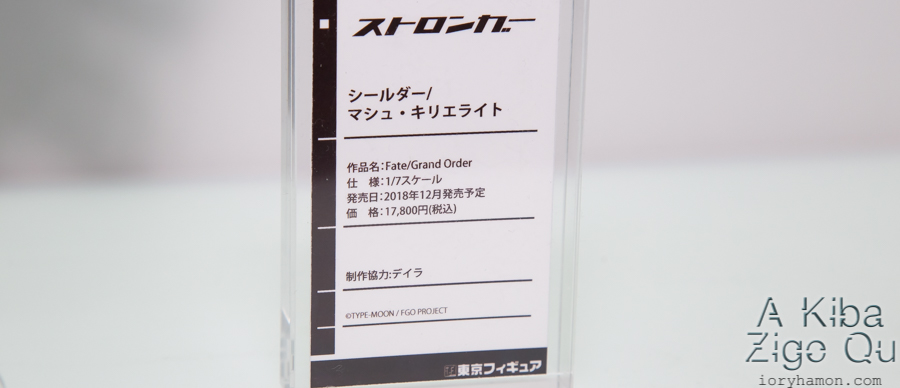 ストロンガー
シールダー/
マシュ・キリエライト
作品名:Fate/Grand Order
仕　様:1/7スケール
発売日:2018年12月発売予定
価　格:17,800円(税込)
制作協力:デイラ
©TYPE-MOON / FGO PROJECT
東京フィギュア
A Kiba
Zigo Qu
ioryhamon.com